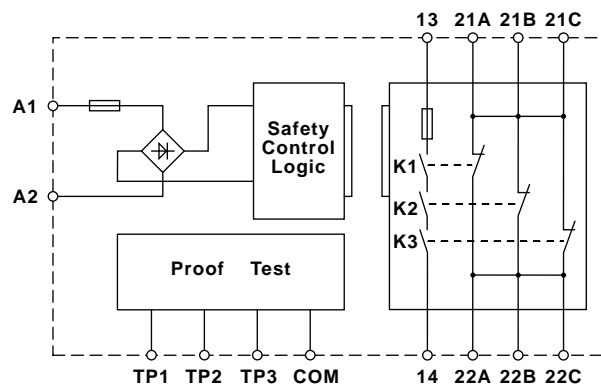 13 21A 21B 21C
A1
Safety
Control
Logic
K1
A2
K2
K3
Proof Test
TP1 TP2 TP3 COM 14 22A 22B 22C